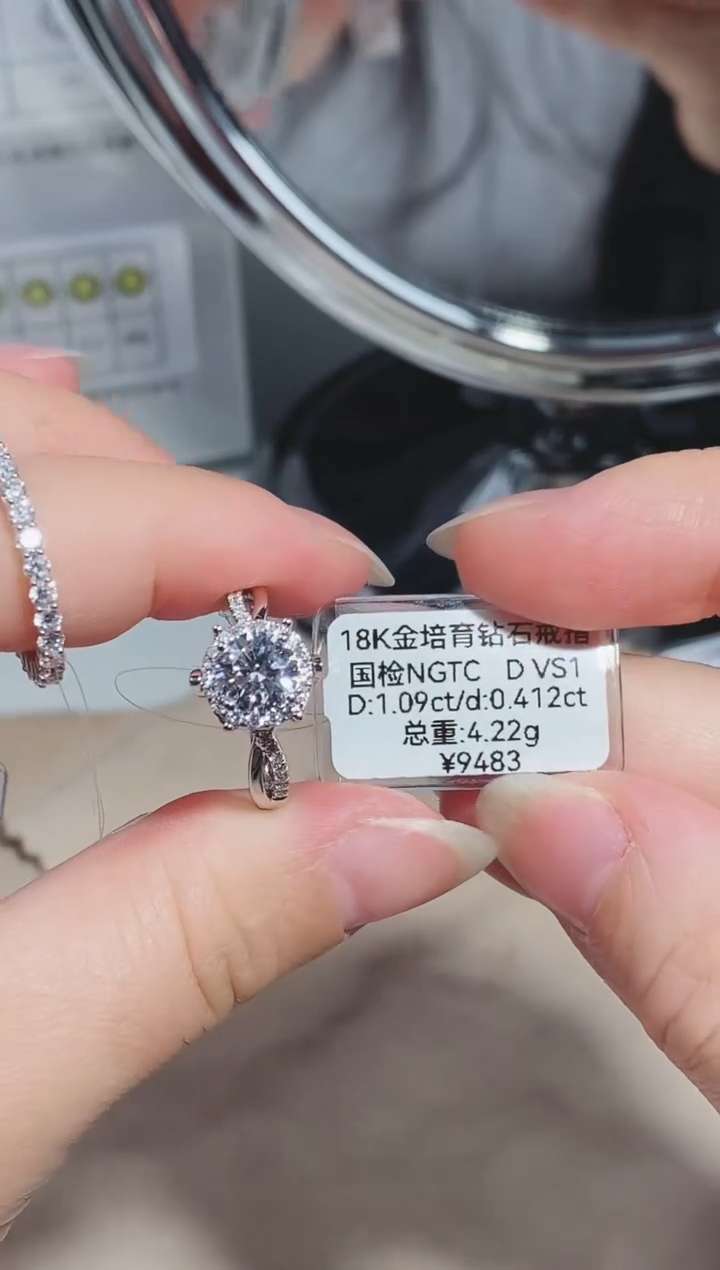 18K金培育钻石戒指
国检NGTC D VS1
D:1.09ct/d:0.412ct
总重:4.22g
¥9483